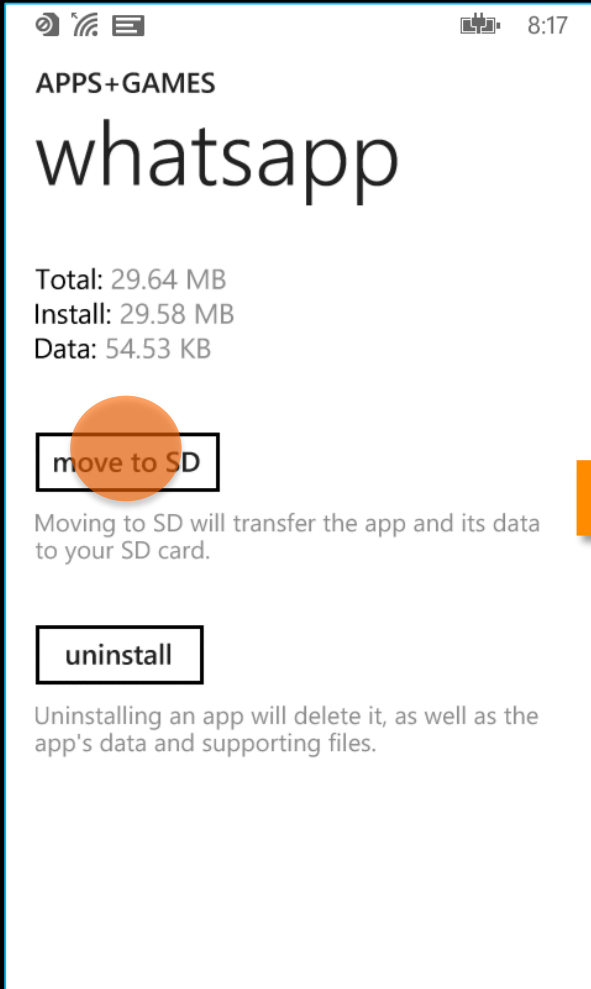 8:17
APPS+GAMES
whatsapp
Total: 29.64 MB
Install: 29.58 MB
Data: 54.53 KB
move to SD
Moving to SD will transfer the app and its data
to your SD card.
uninstall
Uninstalling an app will delete it, as well as the
app's data and supporting files.